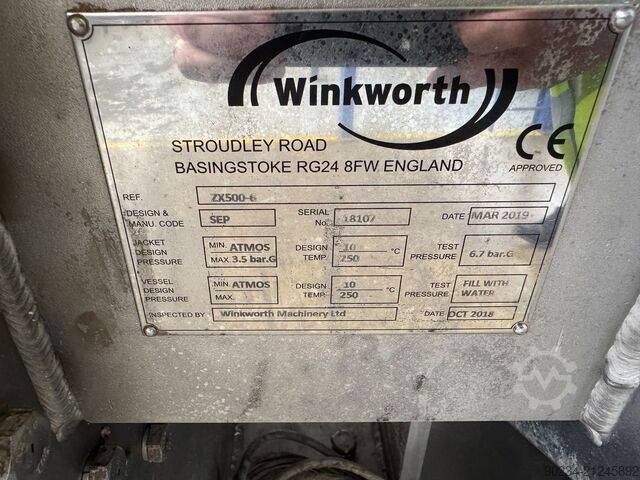 Winkworth
STROUDLEY ROAD
BASINGSTOKE RG24 8FW ENGLAND
CE
APPROVED
REF. ZX500-6
DESIGN & MANU. CODE SEP SERIAL No. 18107 DATE MAR 2019
JACKET DESIGN PRESSURE MIN. ATMOS MAX. 3.5 bar.G DESIGN TEMP. 10 250 °C TEST PRESSURE 6.7 bar.G
VESSEL DESIGN PRESSURE MIN. ATMOS MAX. DESIGN TEMP. 10 250 °C TEST PRESSURE FILL WITH WATER
INSPECTED BY Winkworth Machinery Ltd DATE OCT 2018
90234-21245892